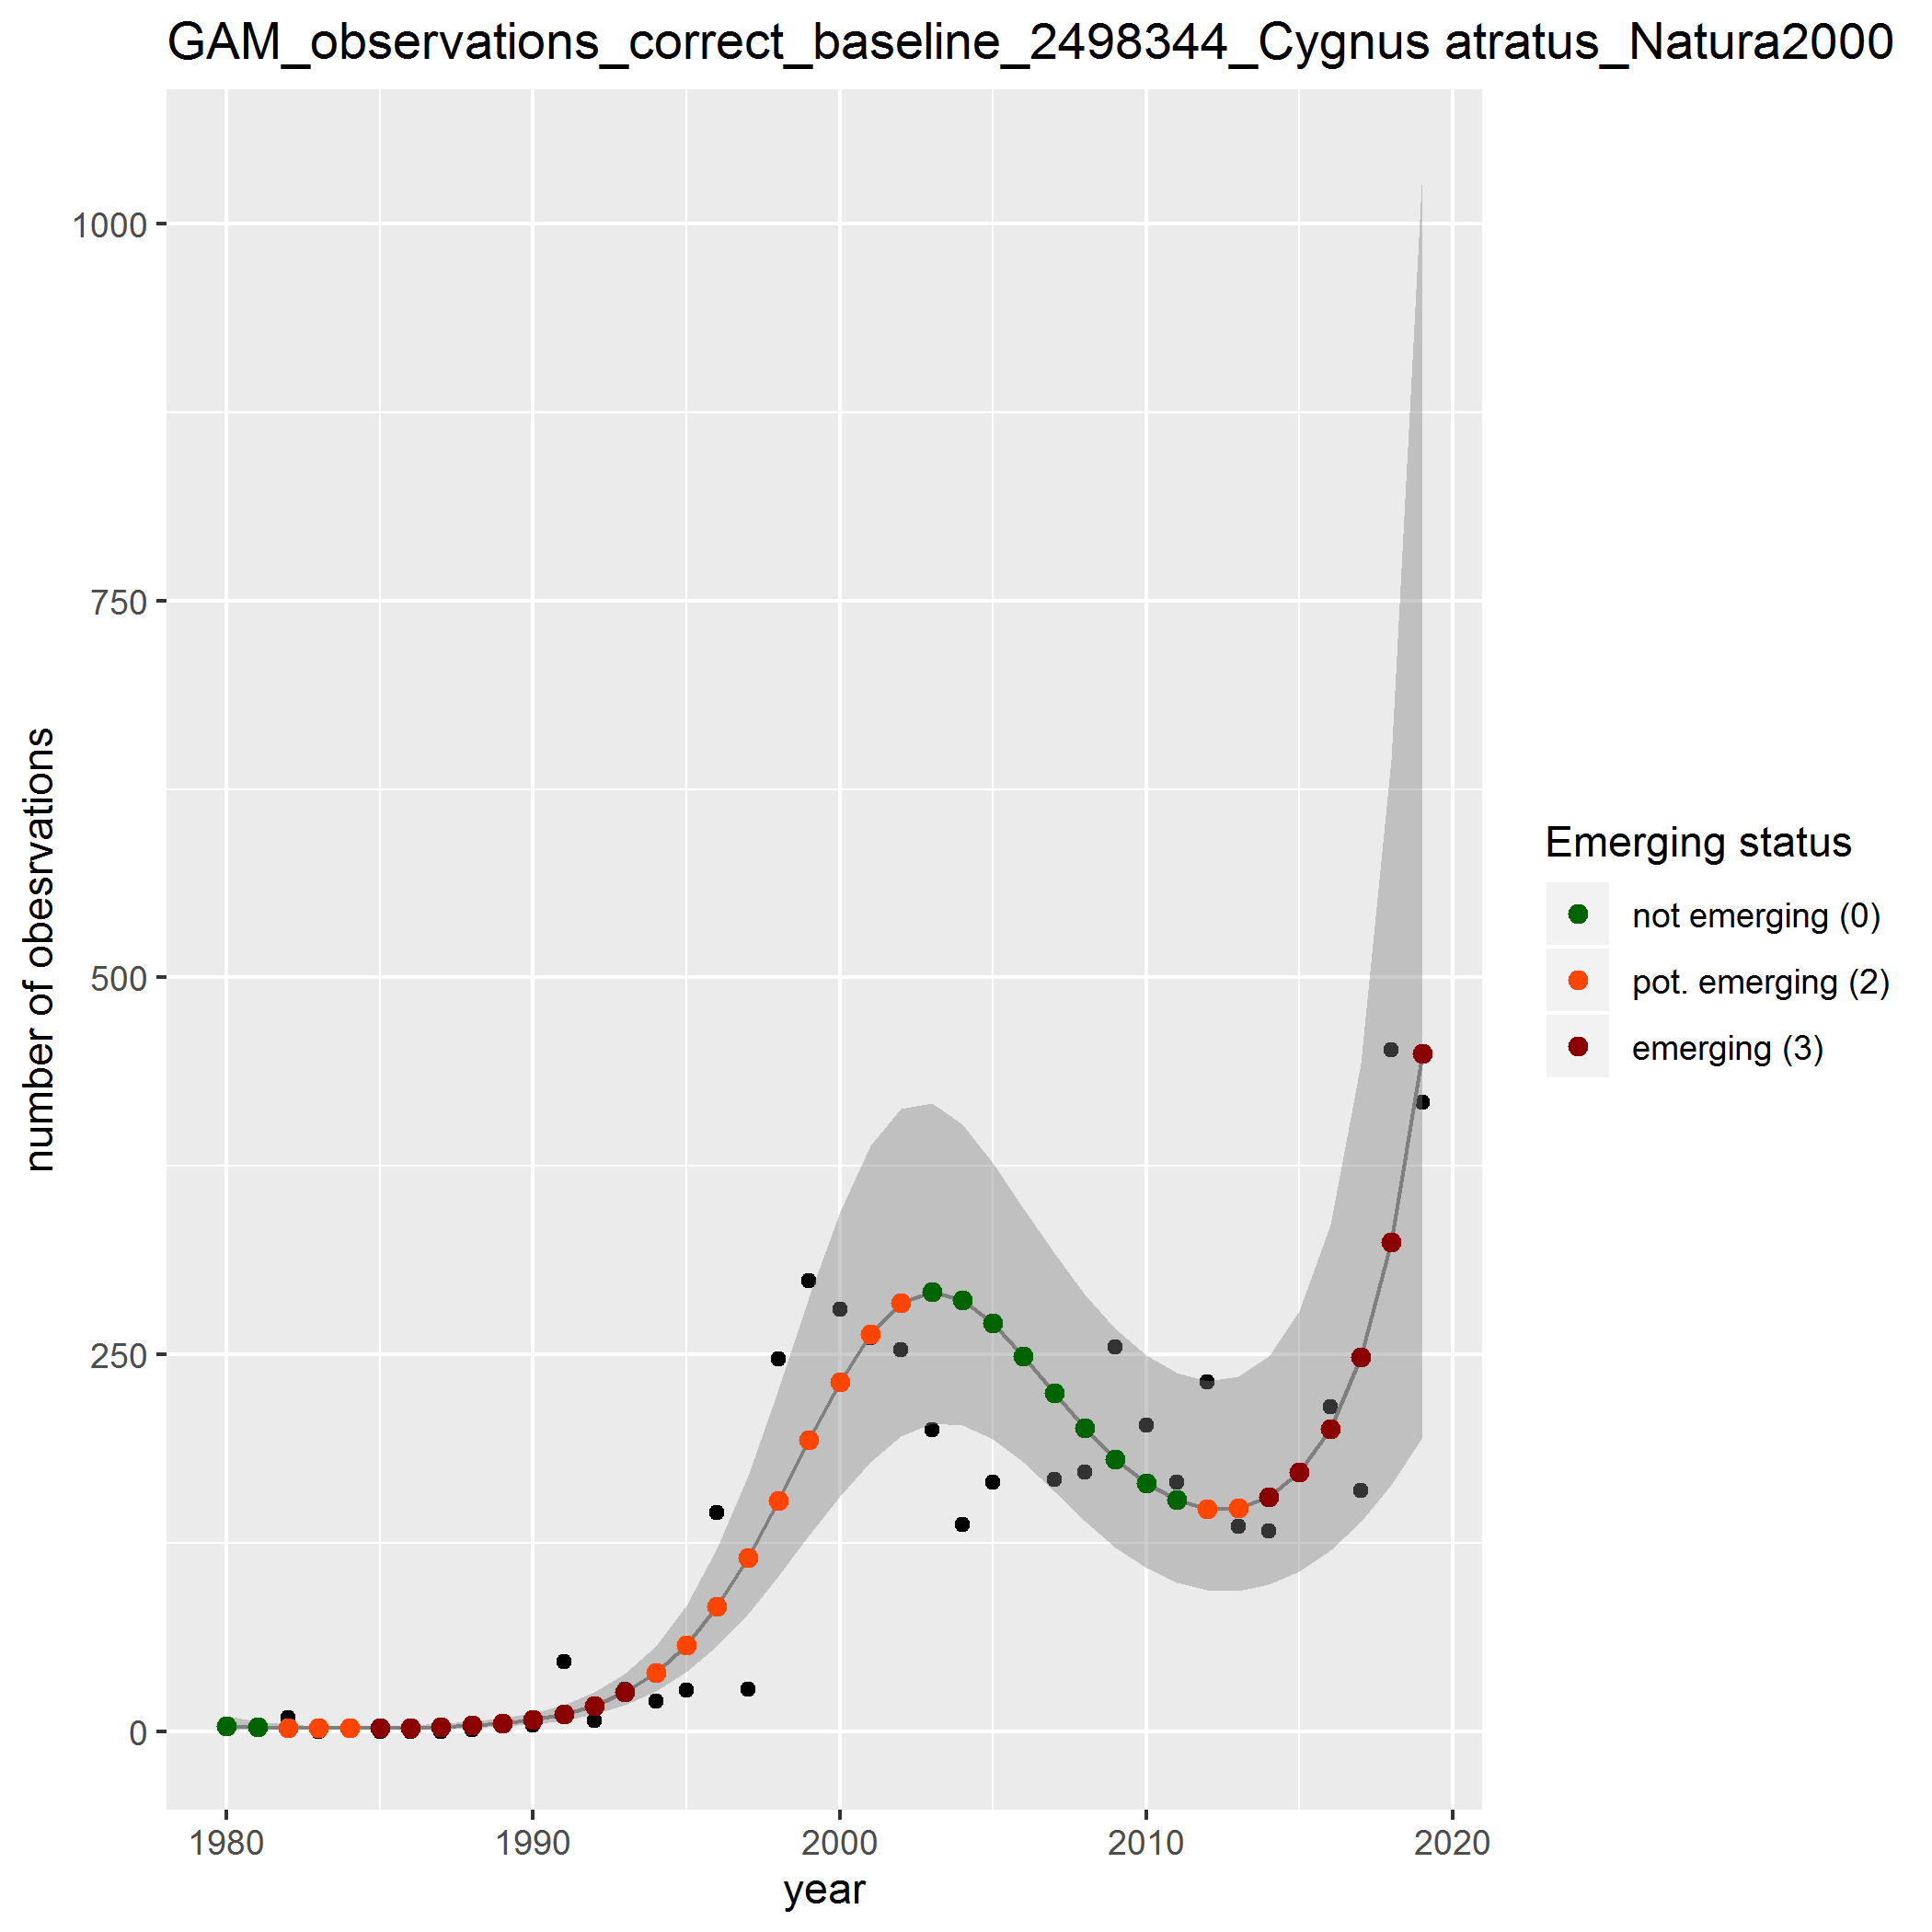 GAM_observations_correct_baseline_2498344_Cygnus atratus_Natura2000
1000
750
500
250
0
number of obesrvations
1980 1990 2000 2010 2020
year
Emerging status
not emerging (0)
pot. emerging (2)
emerging (3)